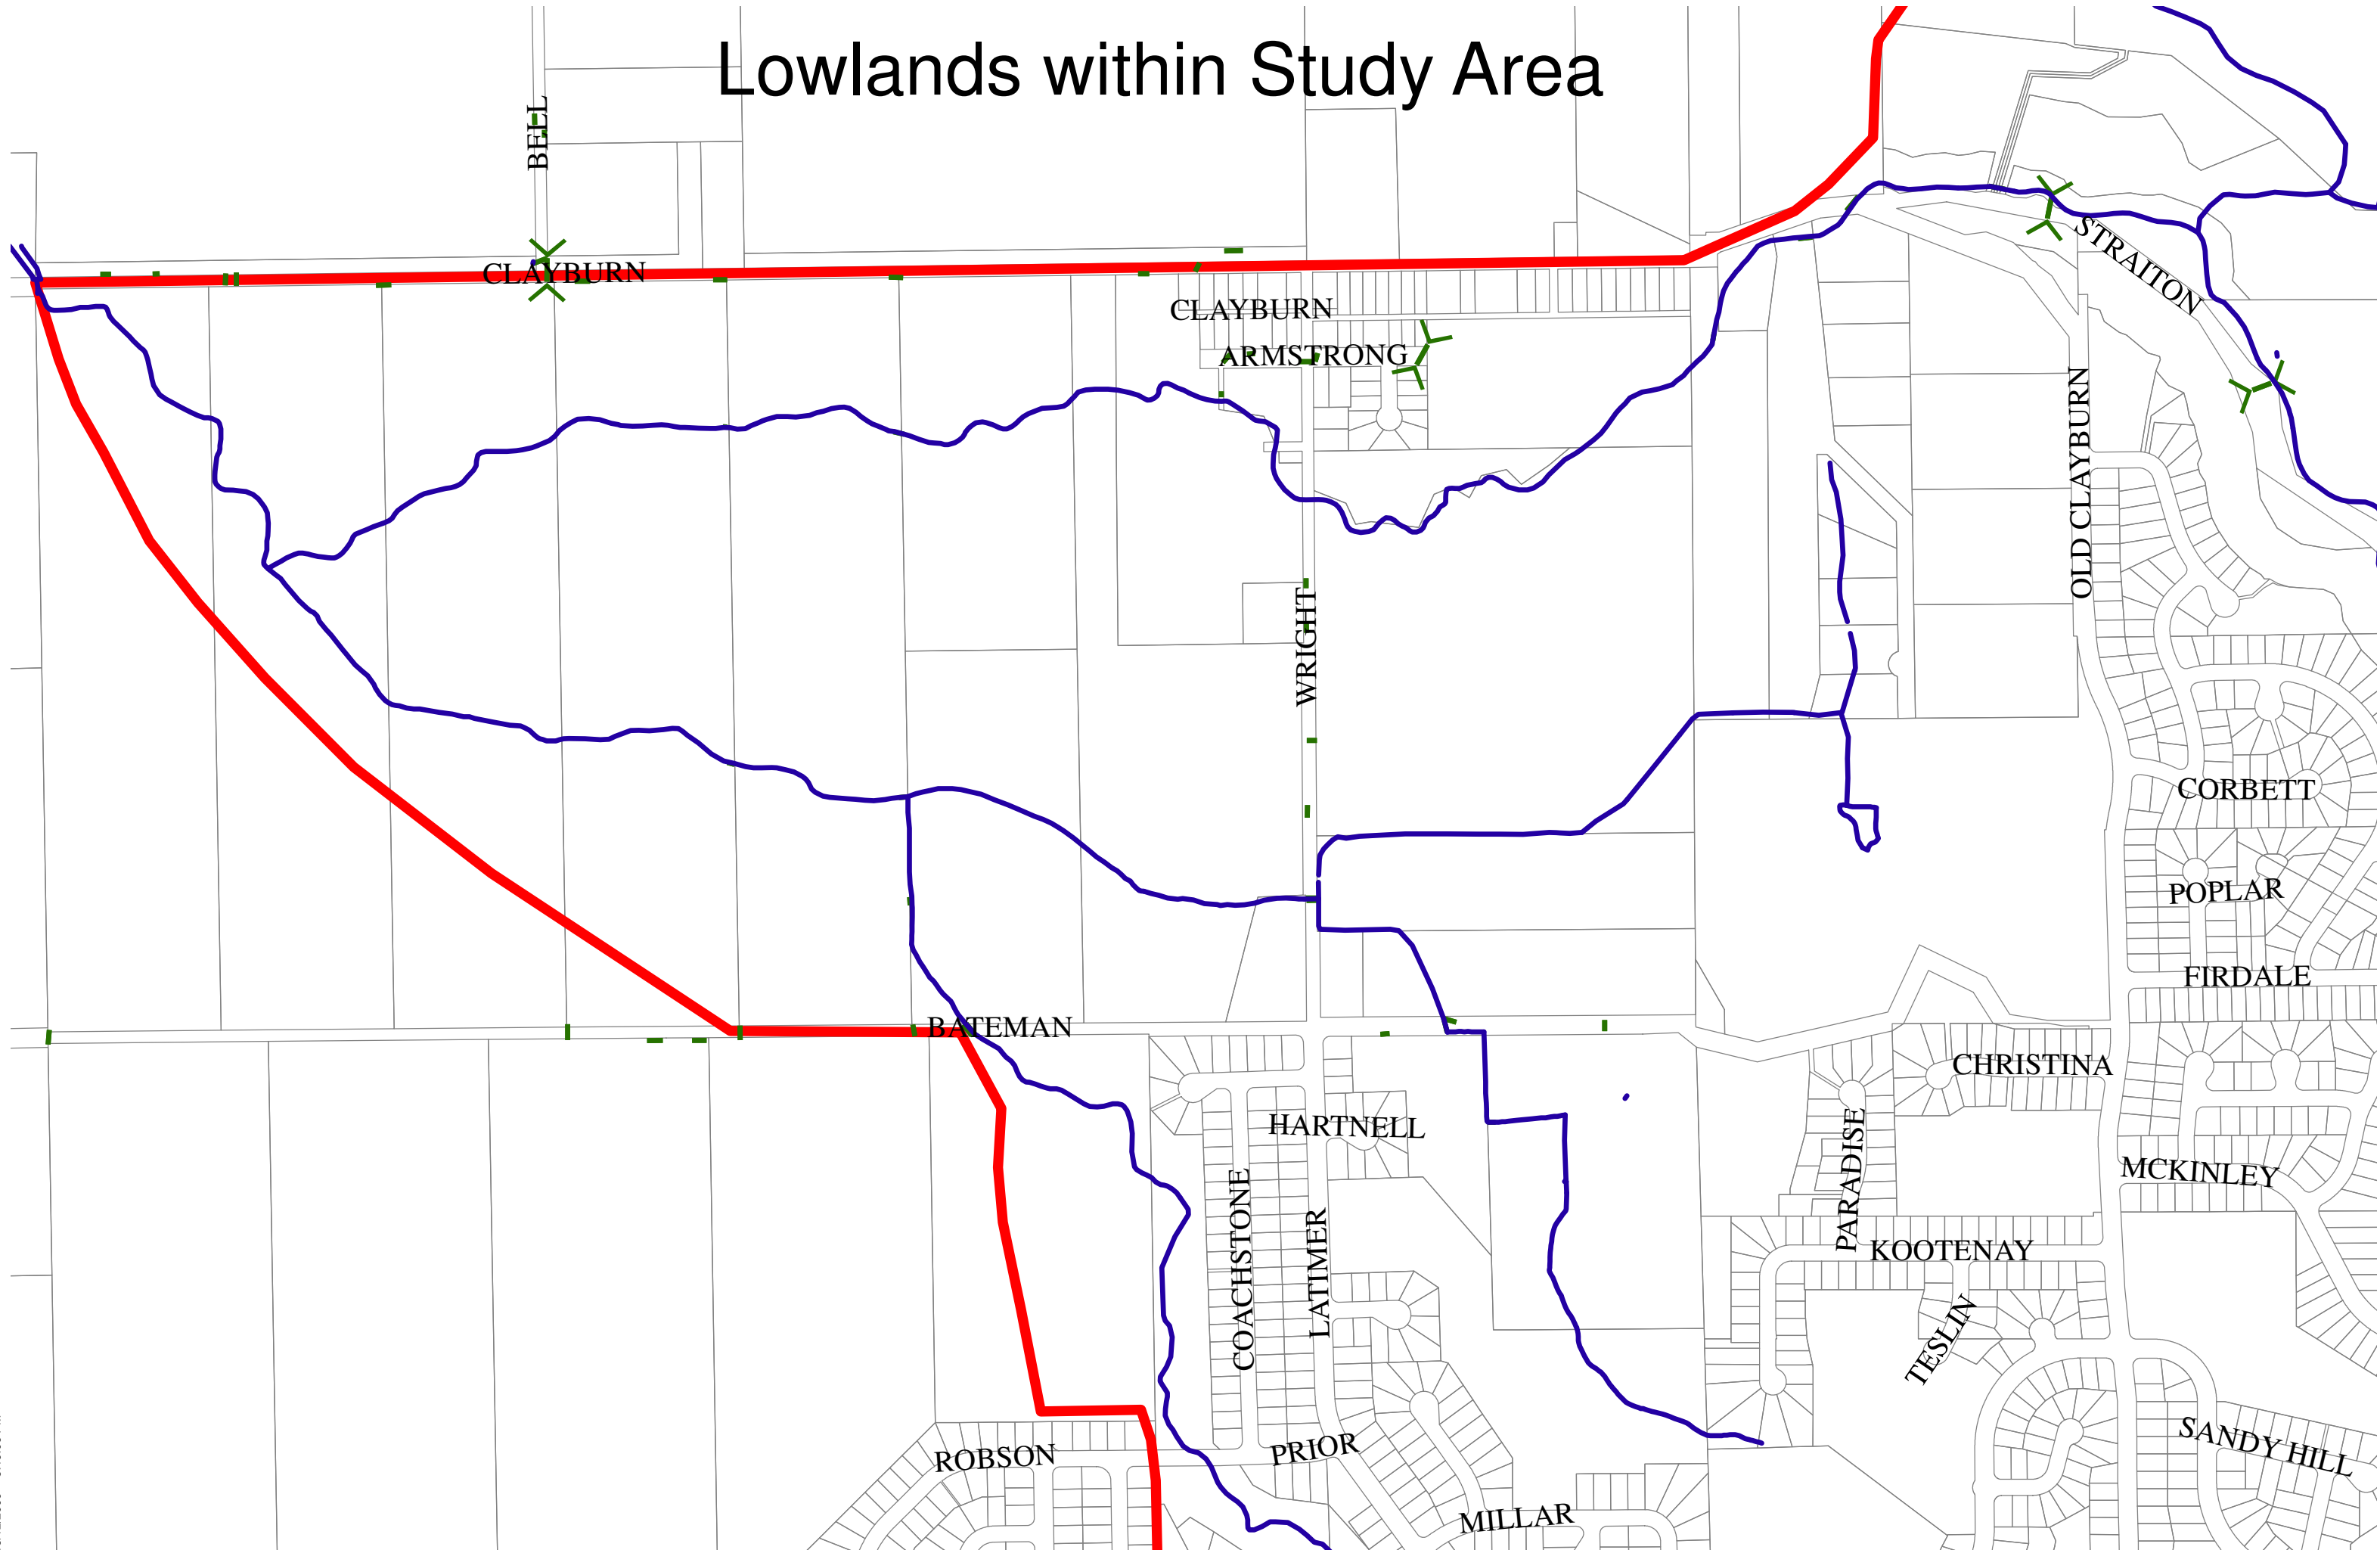 Lowlands within Study Area
BELL
STRAITON
CLAYBURN
CLAYBURN
ARMSTRONG
OLD CLAYBURN
WRIGHT
CORBETT
POPLAR
FIRDALE
BATEMAN
CHRISTINA
HARTNELL
PARADISE
MCKINLEY
COACHSTONE
LATIMER
KOOTENAY
TESLIN
SANDY HILL
ROBSON
PRIOR
MILLAR